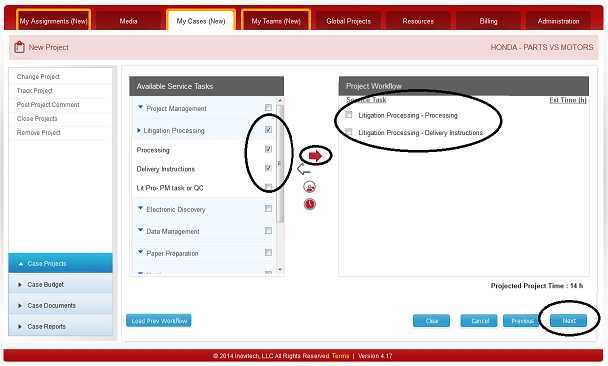 My Assignments (New) Media My Cases (New) My Teams (New) Global Projects Resources Billing Administration
New Project HONDA - PARTS VS MOTORS
Change Project
Track Project
Post Project Comment
Close Projects
Remove Project
Case Projects
Case Budget
Case Documents
Case Reports
Available Service Tasks
Project Management
Litigation Processing
Processing
Delivery Instructions
Lit Pro- PM task or QC
Electronic Discovery
Data Management
Paper Preparation
Project Workflow
Service Task Est Time (h)
Litigation Processing - Processing
Litigation Processing - Delivery Instructions
Projected Project Time : 14 h
Load Prev Workflow Clear Cancel Previous Next
© 2014 Inovitech, LLC All Rights Reserved. Terms | Version 4.17